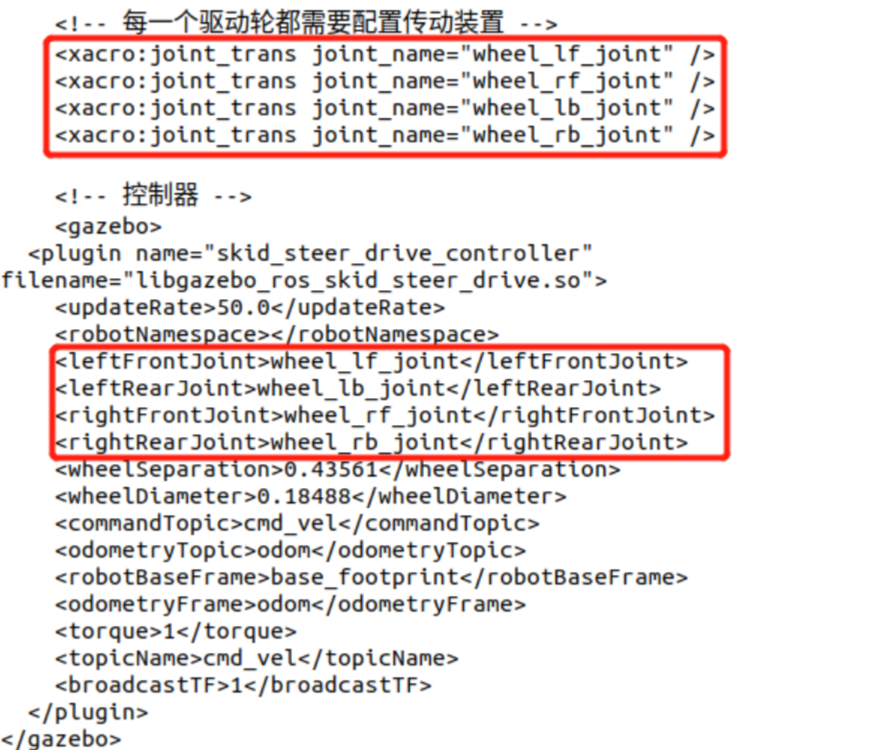 <!-- 每一个驱动轮都需要配置传动装置 -->
<xacro:joint_trans joint_name="wheel_lf_joint" />
<xacro:joint_trans joint_name="wheel_rf_joint" />
<xacro:joint_trans joint_name="wheel_lb_joint" />
<xacro:joint_trans joint_name="wheel_rb_joint" />
<!-- 控制器 -->
<gazebo>
<plugin name="skid_steer_drive_controller"
filename="libgazebo_ros_skid_steer_drive.so">
<updateRate>50.0</updateRate>
<robotNamespace></robotNamespace>
<leftFrontJoint>wheel_lf_joint</leftFrontJoint>
<leftRearJoint>wheel_lb_joint</leftRearJoint>
<rightFrontJoint>wheel_rf_joint</rightFrontJoint>
<rightRearJoint>wheel_rb_joint</rightRearJoint>
<wheelSeparation>0.43561</wheelSeparation>
<wheelDiameter>0.18488</wheelDiameter>
<commandTopic>cmd_vel</commandTopic>
<odometryTopic>odom</odometryTopic>
<robotBaseFrame>base_footprint</robotBaseFrame>
<odometryFrame>odom</odometryFrame>
<torque>1</torque>
<topicName>cmd_vel</topicName>
<broadcastTF>1</broadcastTF>
</plugin>
</gazebo>